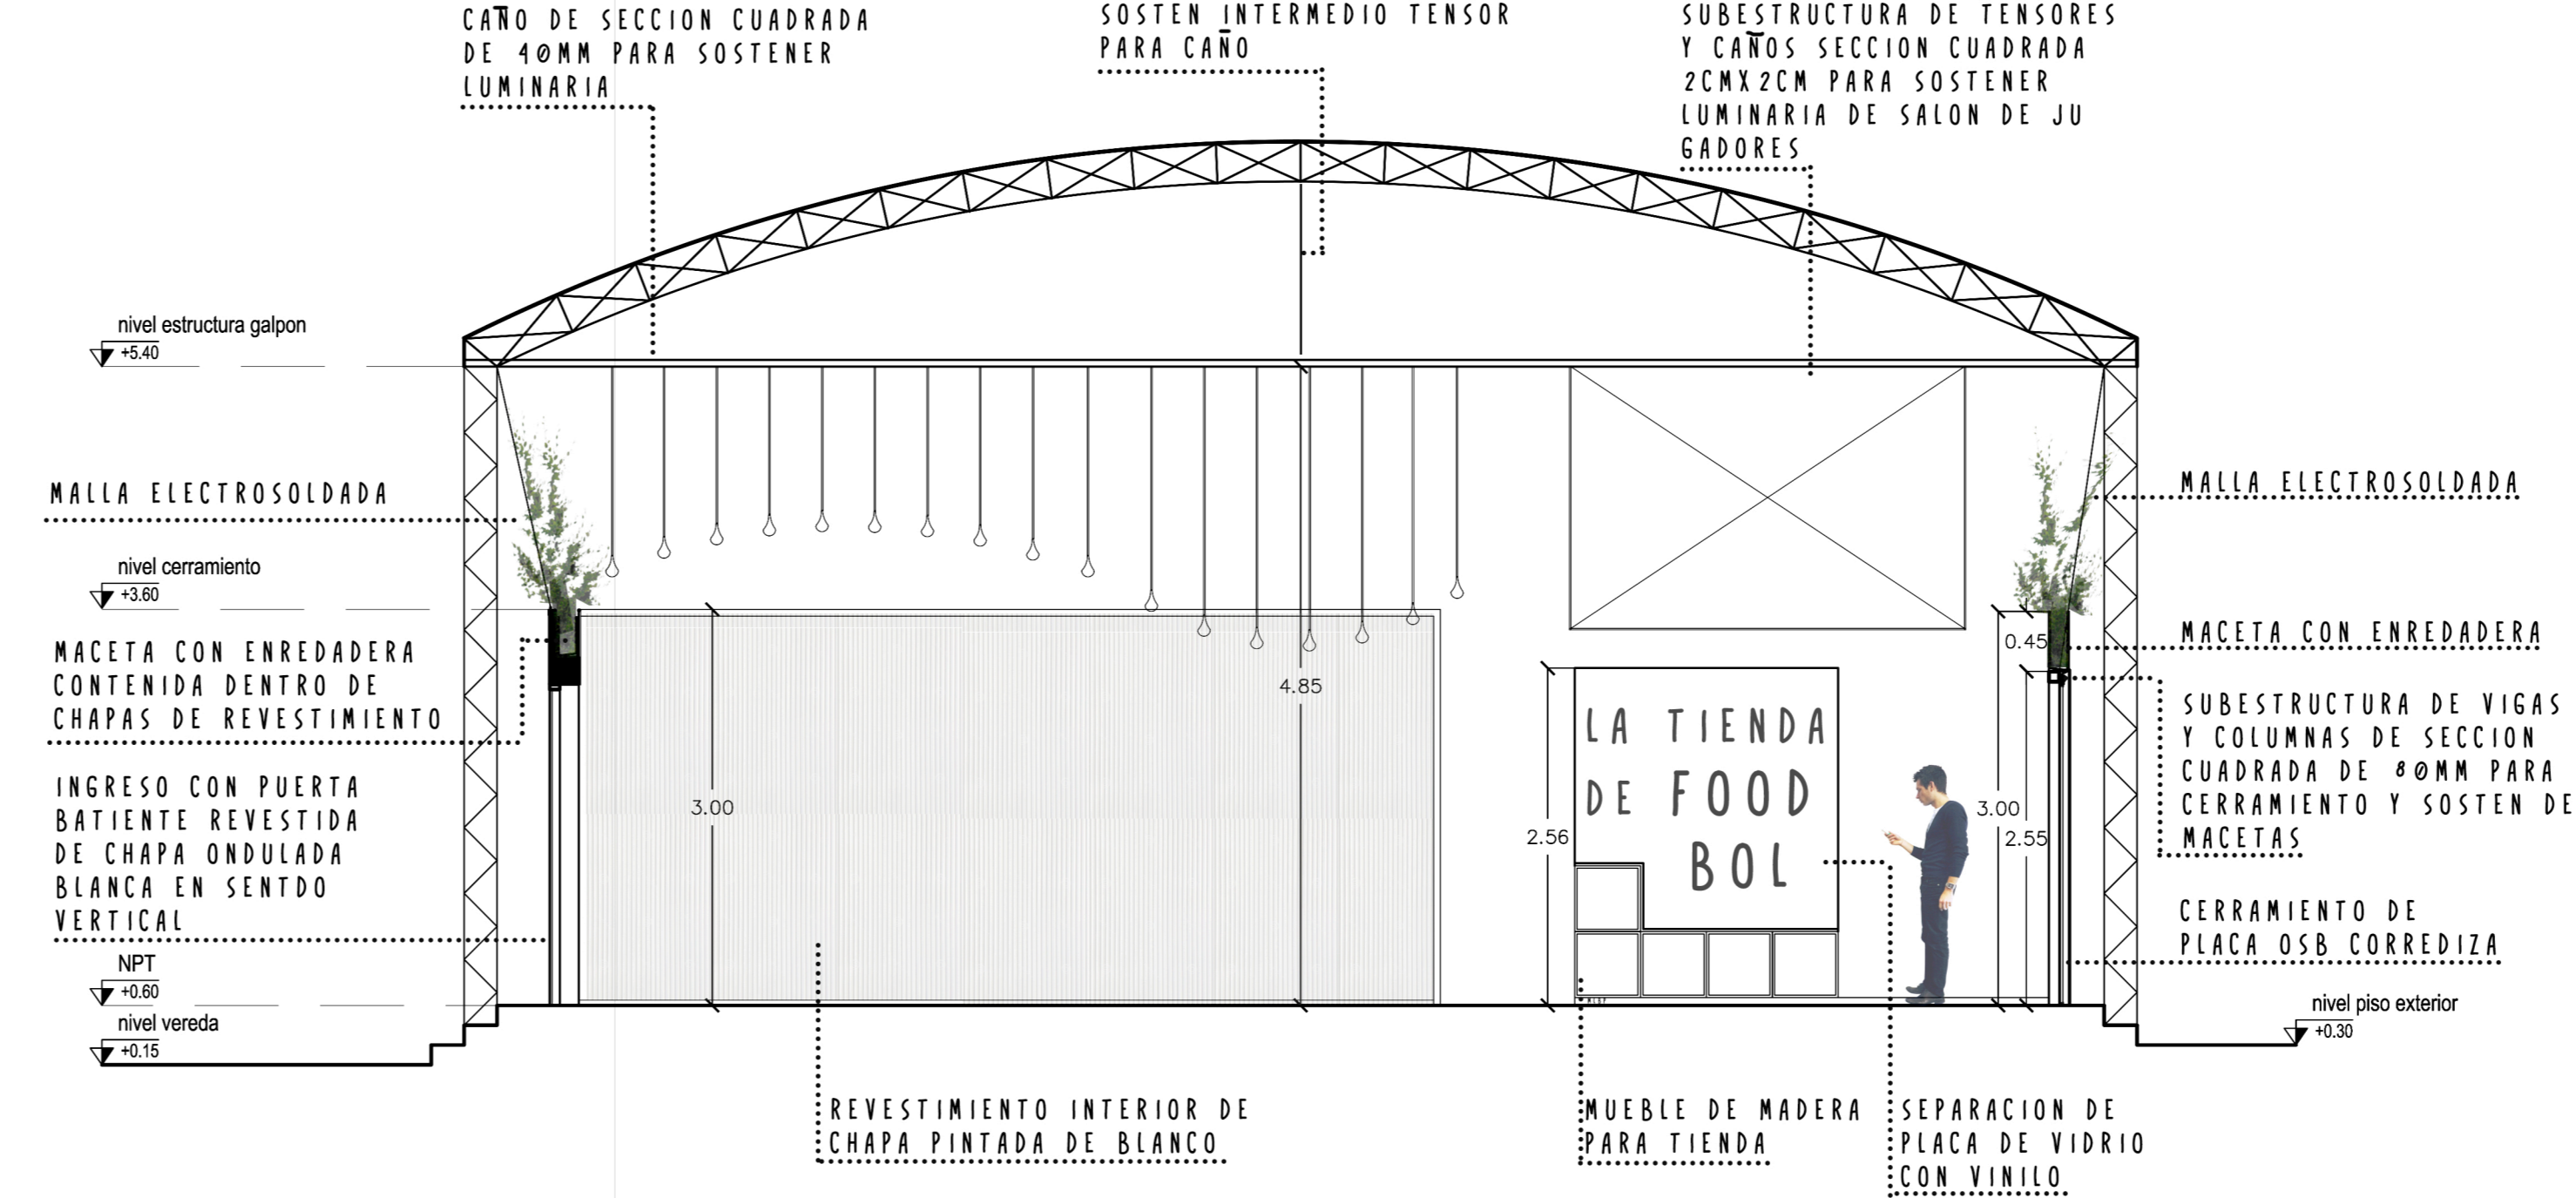 CAÑO DE SECCION CUADRADA
DE 40MM PARA SOSTENER
LUMINARIA
SOSTEN INTERMEDIO TENSOR
PARA CAÑO
SUBESTRUCTURA DE TENSORES
Y CAÑOS SECCION CUADRADA
2CMX2CM PARA SOSTENER
LUMINARIA DE SALON DE JU
GADORES
nivel estructura galpon
+5.40
MALLA ELECTROSOLDADA
nivel cerramiento
+3.60
MACETA CON ENREDADERA
CONTENIDA DENTRO DE
CHAPAS DE REVESTIMIENTO
INGRESO CON PUERTA
BATIENTE REVESTIDA
DE CHAPA ONDULADA
BLANCA EN SENTDO
VERTICAL
NPT
+0.60
nivel vereda
+0.15
3.00
4.85
2.56
LA TIENDA
DE FOOD
BOL
3.00
0.45
2.55
MALLA ELECTROSOLDADA
MACETA CON ENREDADERA
SUBESTRUCTURA DE VIGAS
Y COLUMNAS DE SECCION
CUADRADA DE 80MM PARA
CERRAMIENTO Y SOSTEN DE
MACETAS
CERRAMIENTO DE
PLACA OSB CORREDIZA
nivel piso exterior
+0.30
REVESTIMIENTO INTERIOR DE
CHAPA PINTADA DE BLANCO
MUEBLE DE MADERA
PARA TIENDA
SEPARACION DE
PLACA DE VIDRIO
CON VINILO